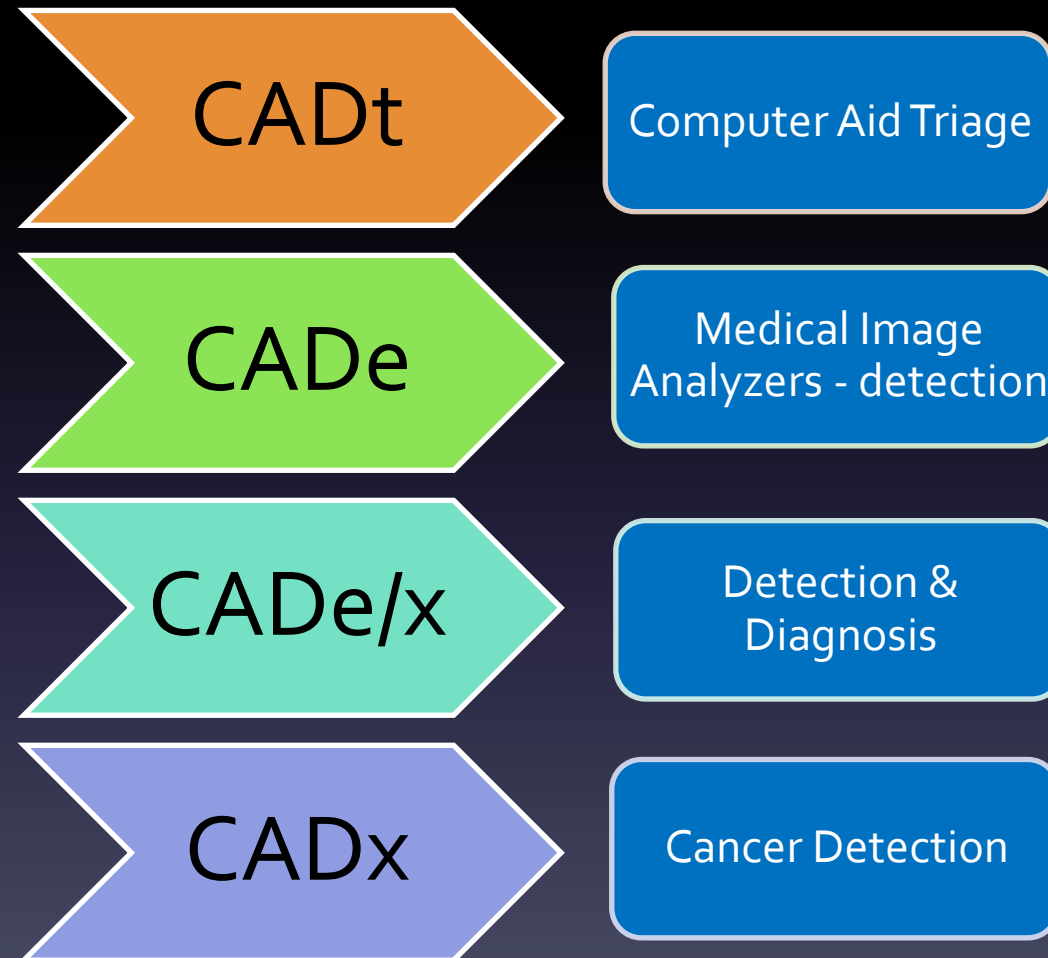 CADt
Computer Aid Triage
CADe
Medical Image
Analyzers - detection
CADe/x
Detection &
Diagnosis
CADx
Cancer Detection